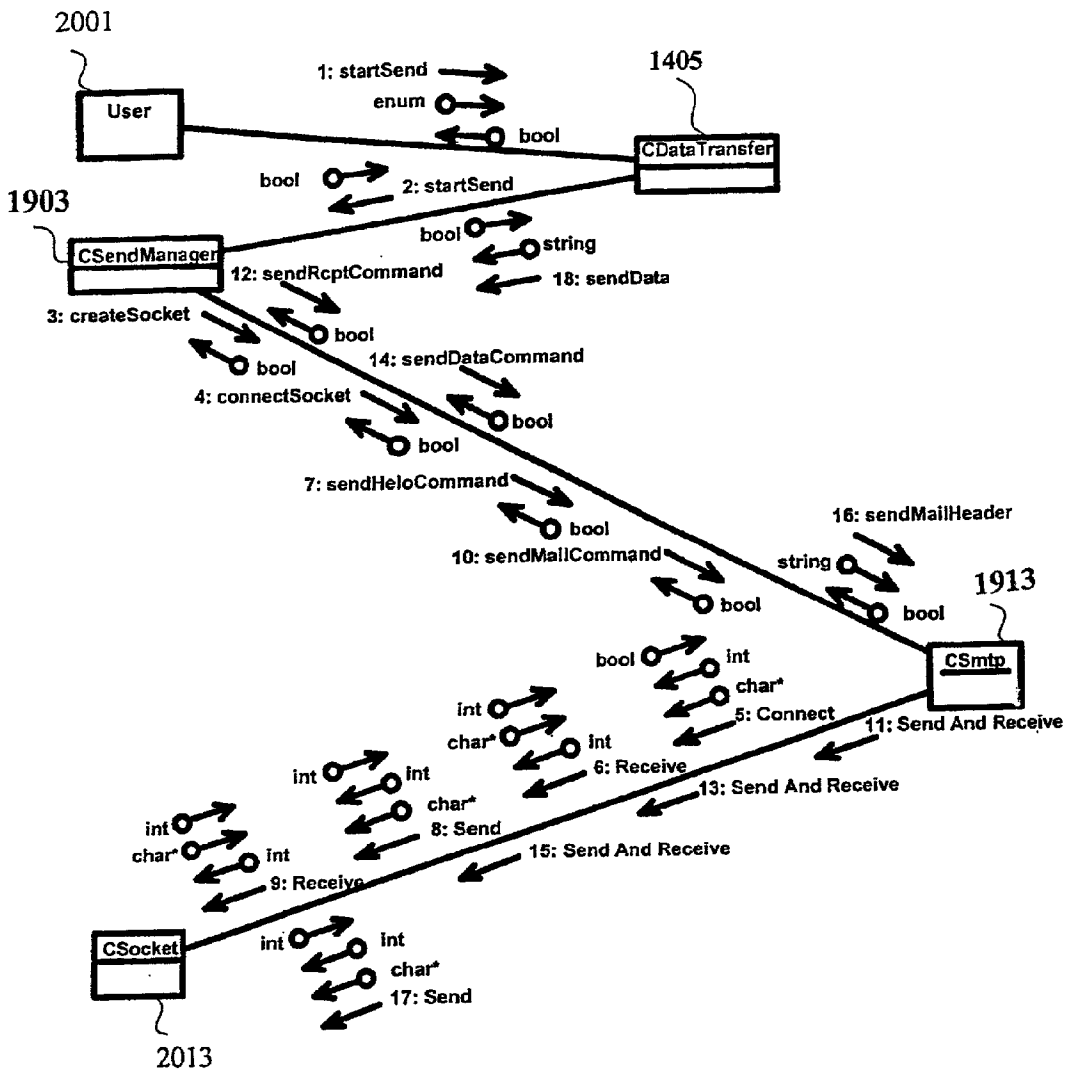 2001
User
1: startSend
enum
bool
1405
CDataTransfer
bool
2: startSend
1903
CSendManager
bool
string
18: sendData
12: sendRcptCommand
bool
3: createSocket
bool
14: sendDataCommand
bool
4: connectSocket
bool
7: sendHeloCommand
bool
10: sendMailCommand
bool
16: sendMailHeader
string
bool
1913
CSmtp
bool
int
char*
5: Connect
11: Send And Receive
int
char*
int
6: Receive
13: Send And Receive
int
int
char*
8: Send
15: Send And Receive
int
char*
int
9: Receive
CSocket
2013
int
int
char*
17: Send